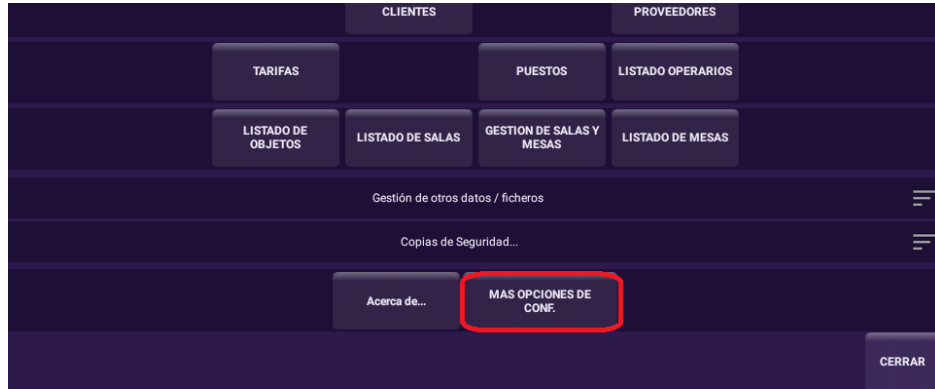 CLIENTES
PROVEEDORES
TARIFAS
PUESTOS
LISTADO OPERARIOS
LISTADO DE
OBJETOS
LISTADO DE SALAS
GESTION DE SALAS Y
MESAS
LISTADO DE MESAS
Gestión de otros datos / ficheros
Copias de Seguridad...
Acerca de...
MAS OPCIONES DE
CONF.
CERRAR